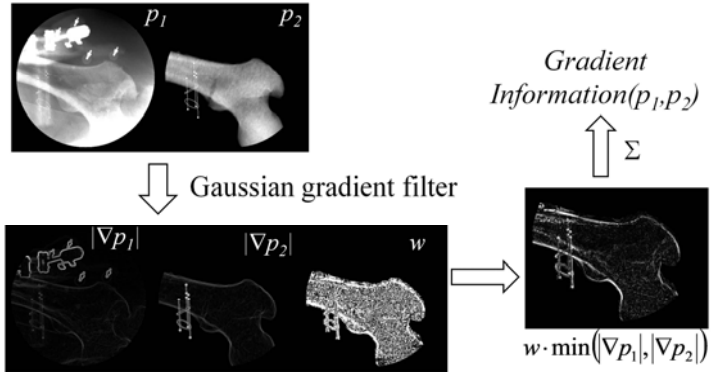 p₁
p₂
Gradient
Information(p₁,p₂)
Σ
Gaussian gradient filter
|∇p₁|
|∇p₂|
w
w·min(|∇p₁|,|∇p₂|)